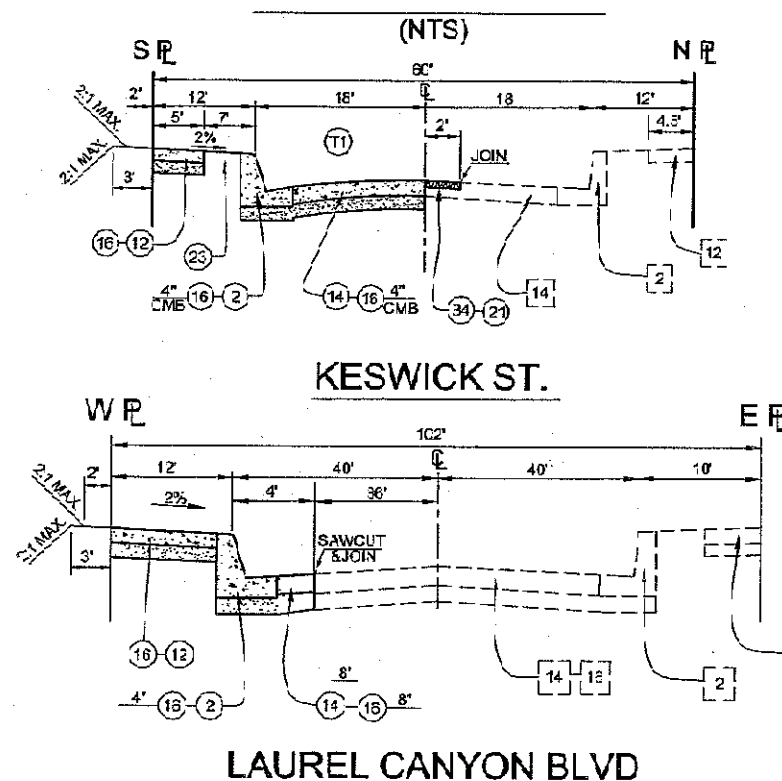 (NTS)
S PL
N PL
60'
CL
2'
12'
18'
18
12'
2:1 MAX.
5'
7'
2'
4.5'
2%
T1
JOIN
2:1 MAX.
3'
16
12
23
12
4"
CMB
16
2
14
16
4"
CMB
34
21
14
2
KESWICK ST.
W PL
E PL
102'
CL
2'
12'
40'
40'
10'
2:1 MAX.
4'
36'
2%
SAWCUT
& JOIN
2:1 MAX.
3'
16
12
4'
16
2
8'
14
16
8'
14
16
2
LAUREL CANYON BLVD